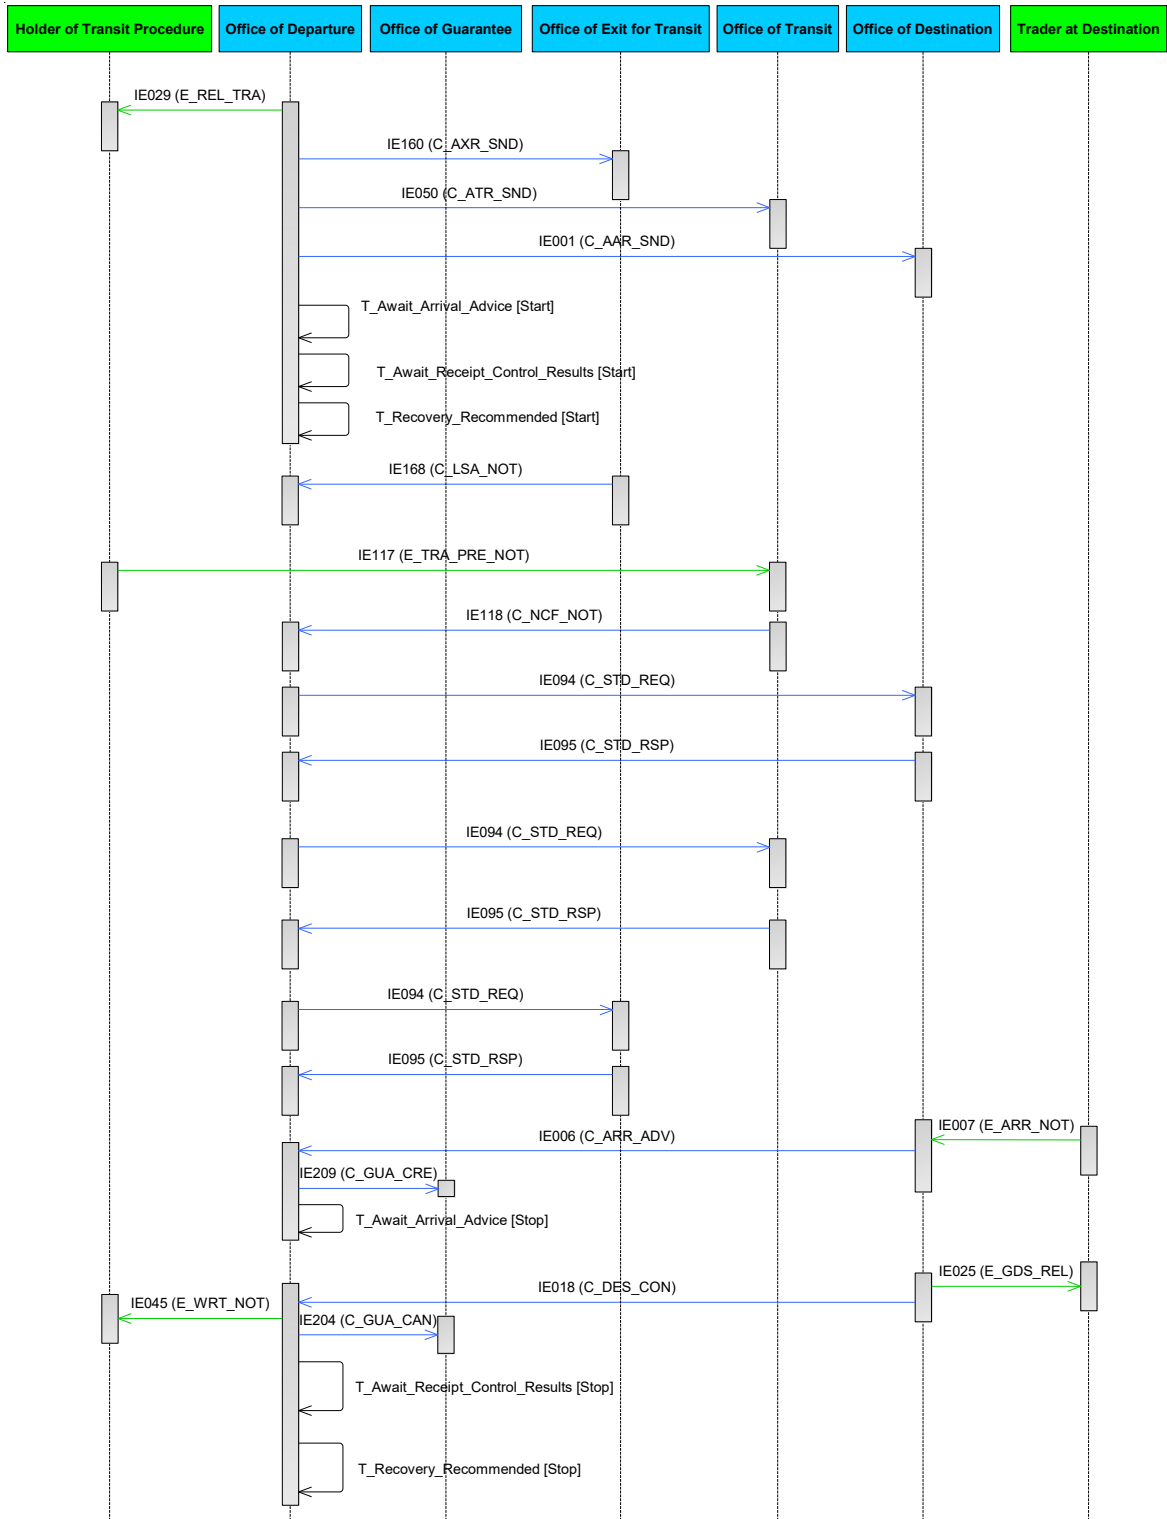 Holder of Transit Procedure
Office of Departure
Office of Guarantee
Office of Exit for Transit
Office of Transit
Office of Destination
Trader at Destination
IE029 (E_REL_TRA)
IE160 (C_AXR_SND)
IE050 (C_ATR_SND)
IE001 (C_AAR_SND)
T_Await_Arrival_Advice [Start]
T_Await_Receipt_Control_Results [Start]
T_Recovery_Recommended [Start]
IE168 (C_LSA_NOT)
IE117 (E_TRA_PRE_NOT)
IE118 (C_NCF_NOT)
IE094 (C_STD_REQ)
IE095 (C_STD_RSP)
IE094 (C_STD_REQ)
IE095 (C_STD_RSP)
IE094 (C_STD_REQ)
IE095 (C_STD_RSP)
IE007 (E_ARR_NOT)
IE006 (C_ARR_ADV)
IE209 (C_GUA_CRE)
T_Await_Arrival_Advice [Stop]
IE025 (E_GDS_REL)
IE018 (C_DES_CON)
IE045 (E_WRT_NOT)
IE204 (C_GUA_CAN)
T_Await_Receipt_Control_Results [Stop]
T_Recovery_Recommended [Stop]